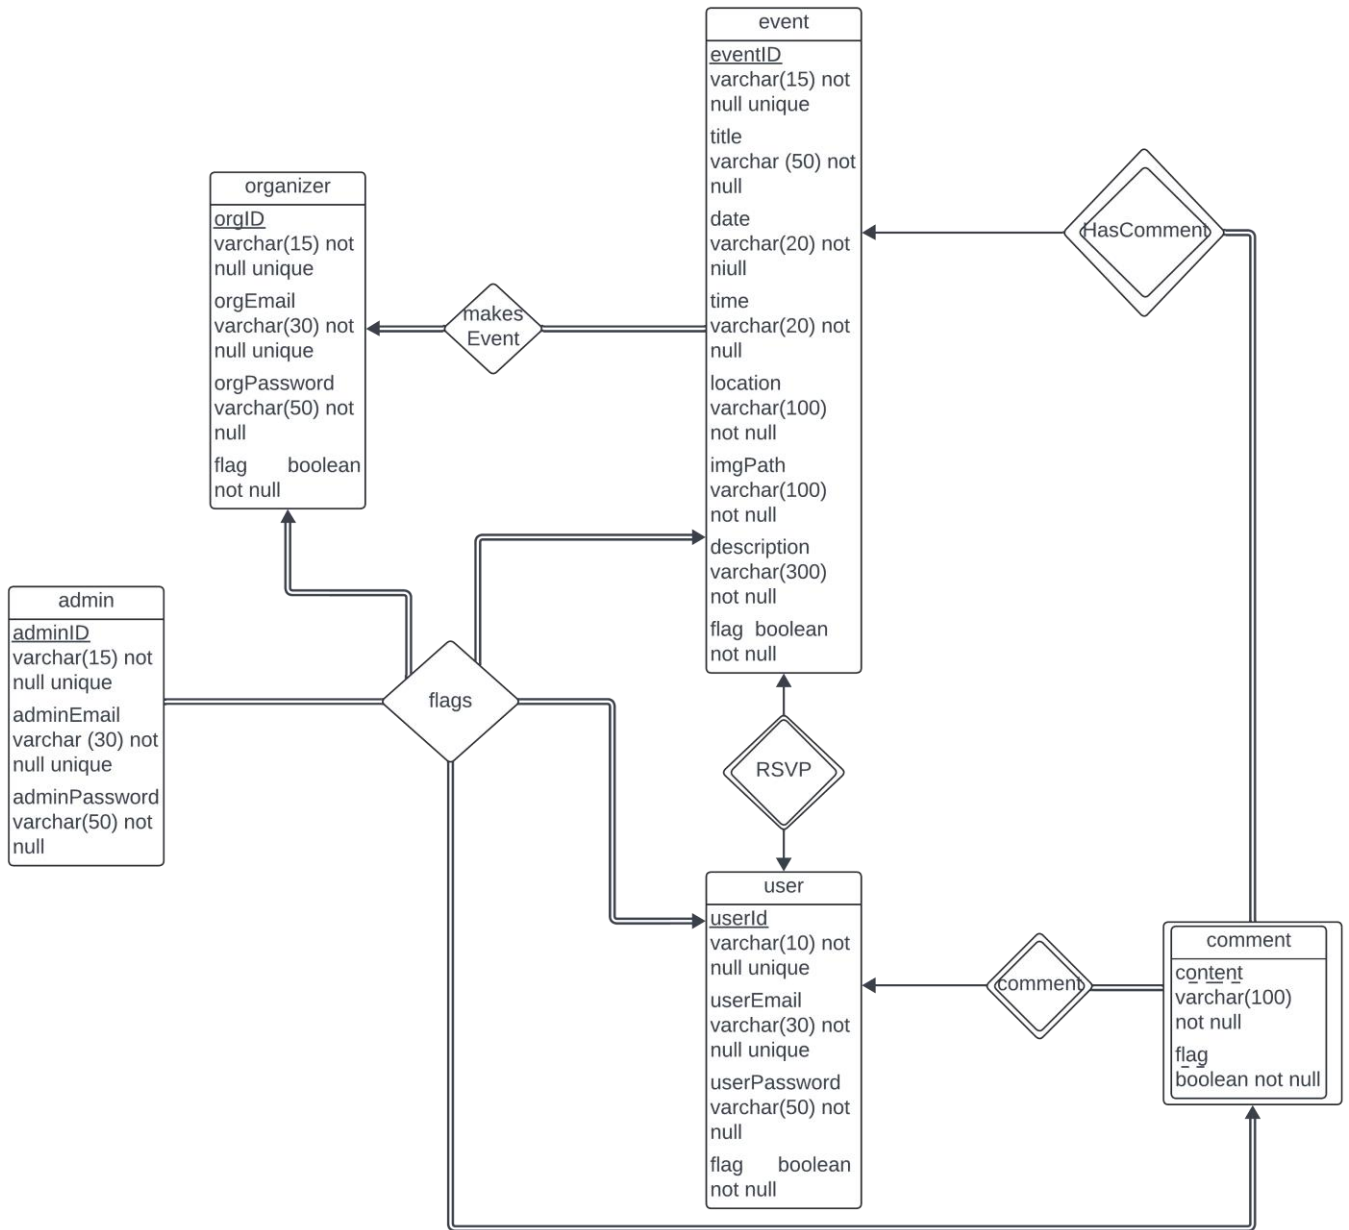 event
eventID
varchar(15) not
null unique
title
varchar (50) not
null
date
varchar(20) not
niull
time
varchar(20) not
null
location
varchar(100)
not null
imgPath
varchar(100)
not null
description
varchar(300)
not null
flag boolean
not null
organizer
orgID
varchar(15) not
null unique
orgEmail
varchar(30) not
null unique
orgPassword
varchar(50) not
null
flag boolean
not null
makes
Event
HasComment
admin
adminID
varchar(15) not
null unique
adminEmail
varchar (30) not
null unique
adminPassword
varchar(50) not
null
flags
RSVP
user
userId
varchar(10) not
null unique
userEmail
varchar(30) not
null unique
userPassword
varchar(50) not
null
flag boolean
not null
comment
comment
content
varchar(100)
not null
flag
boolean not null